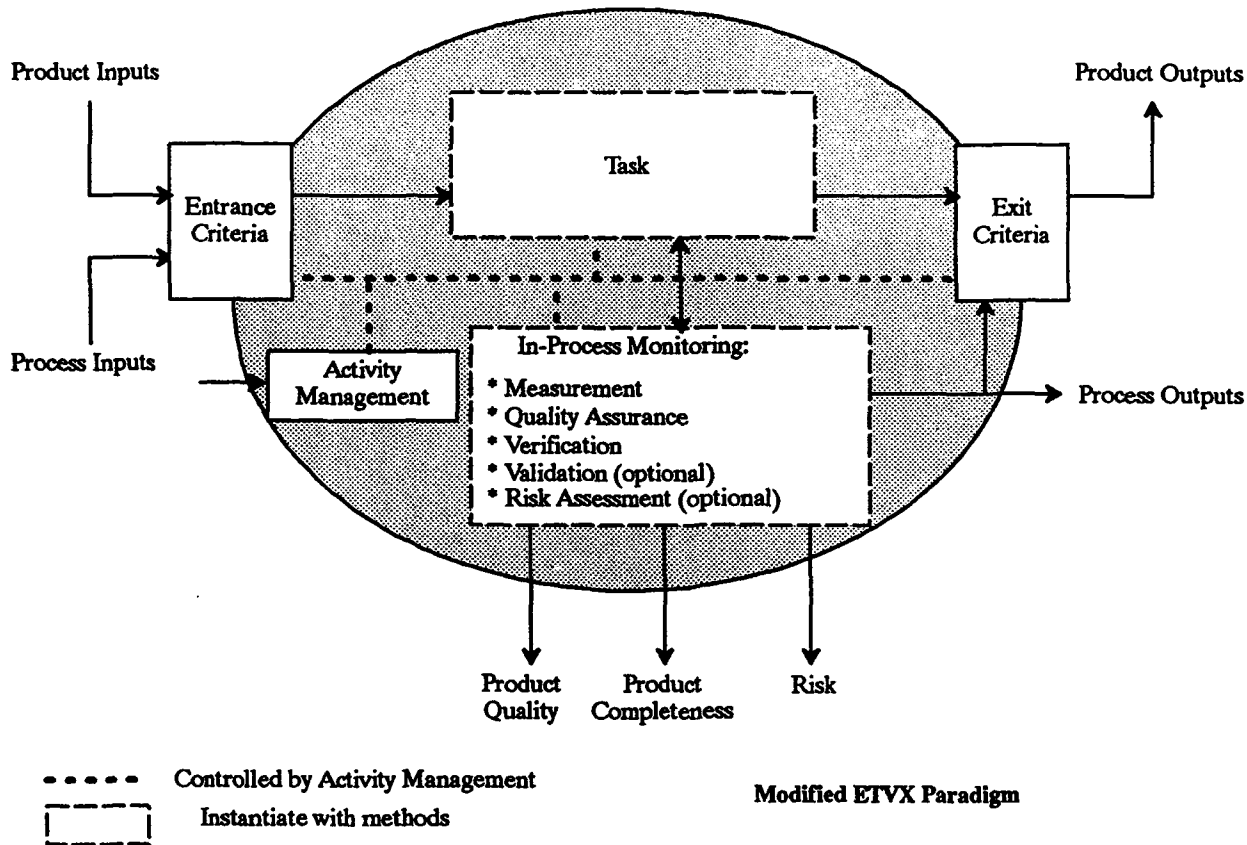 Product Inputs
Product Outputs
Task
Entrance
Criteria
Exit
Criteria
Process Inputs
Activity
Management
In-Process Monitoring:
* Measurement
* Quality Assurance
* Verification
* Validation (optional)
* Risk Assessment (optional)
Process Outputs
Product
Quality
Product
Completeness
Risk
Controlled by Activity Management
Instantiate with methods
Modified ETVX Paradigm